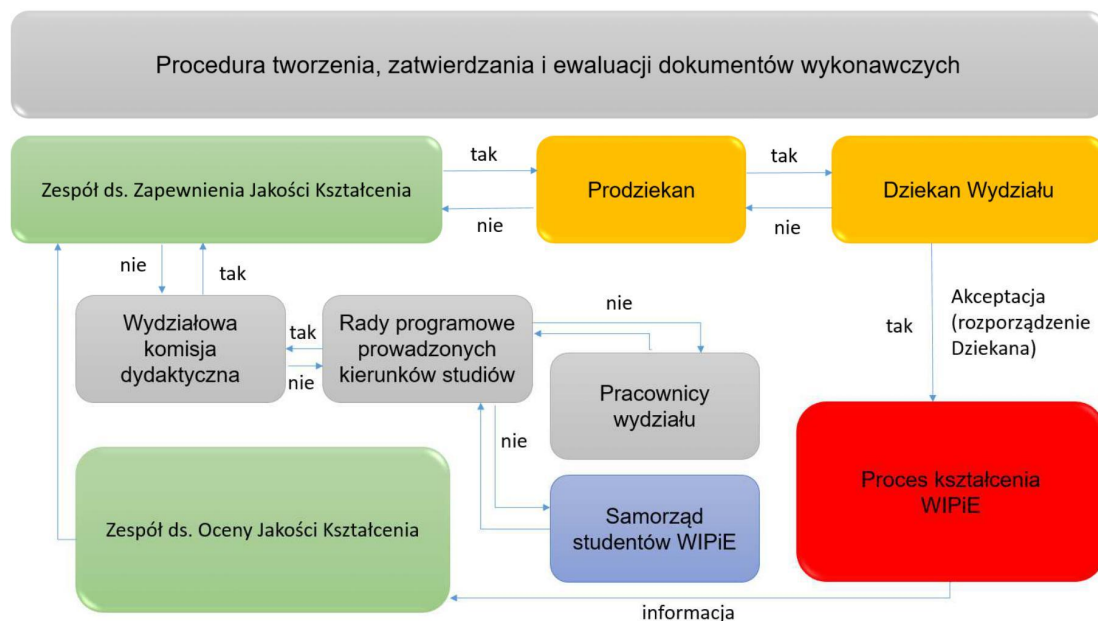 Procedura tworzenia, zatwierdzania i ewaluacji dokumentów wykonawczych
Zespół ds. Zapewnienia Jakości Kształcenia
tak
nie
Prodziekan
tak
nie
Dziekan Wydziału
nie
tak
Wydziałowa
komisja
dydaktyczna
tak
nie
Rady programowe
prowadzonych
kierunków studiów
nie
Pracownicy
wydziału
nie
tak
Akceptacja
(rozporządzenie
Dziekana)
Zespół ds. Oceny Jakości Kształcenia
Samorząd
studentów WIPiE
Proces kształcenia
WIPiE
informacja